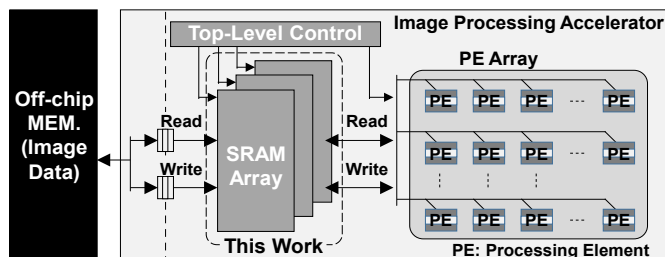 Image Processing Accelerator
Top-Level Control
PE Array
Off-chip
MEM.
(Image
Data)
Read
Write
SRAM
Array
Read
Write
PE PE PE --- PE
PE PE PE --- PE
PE PE PE --- PE
This Work
PE: Processing Element